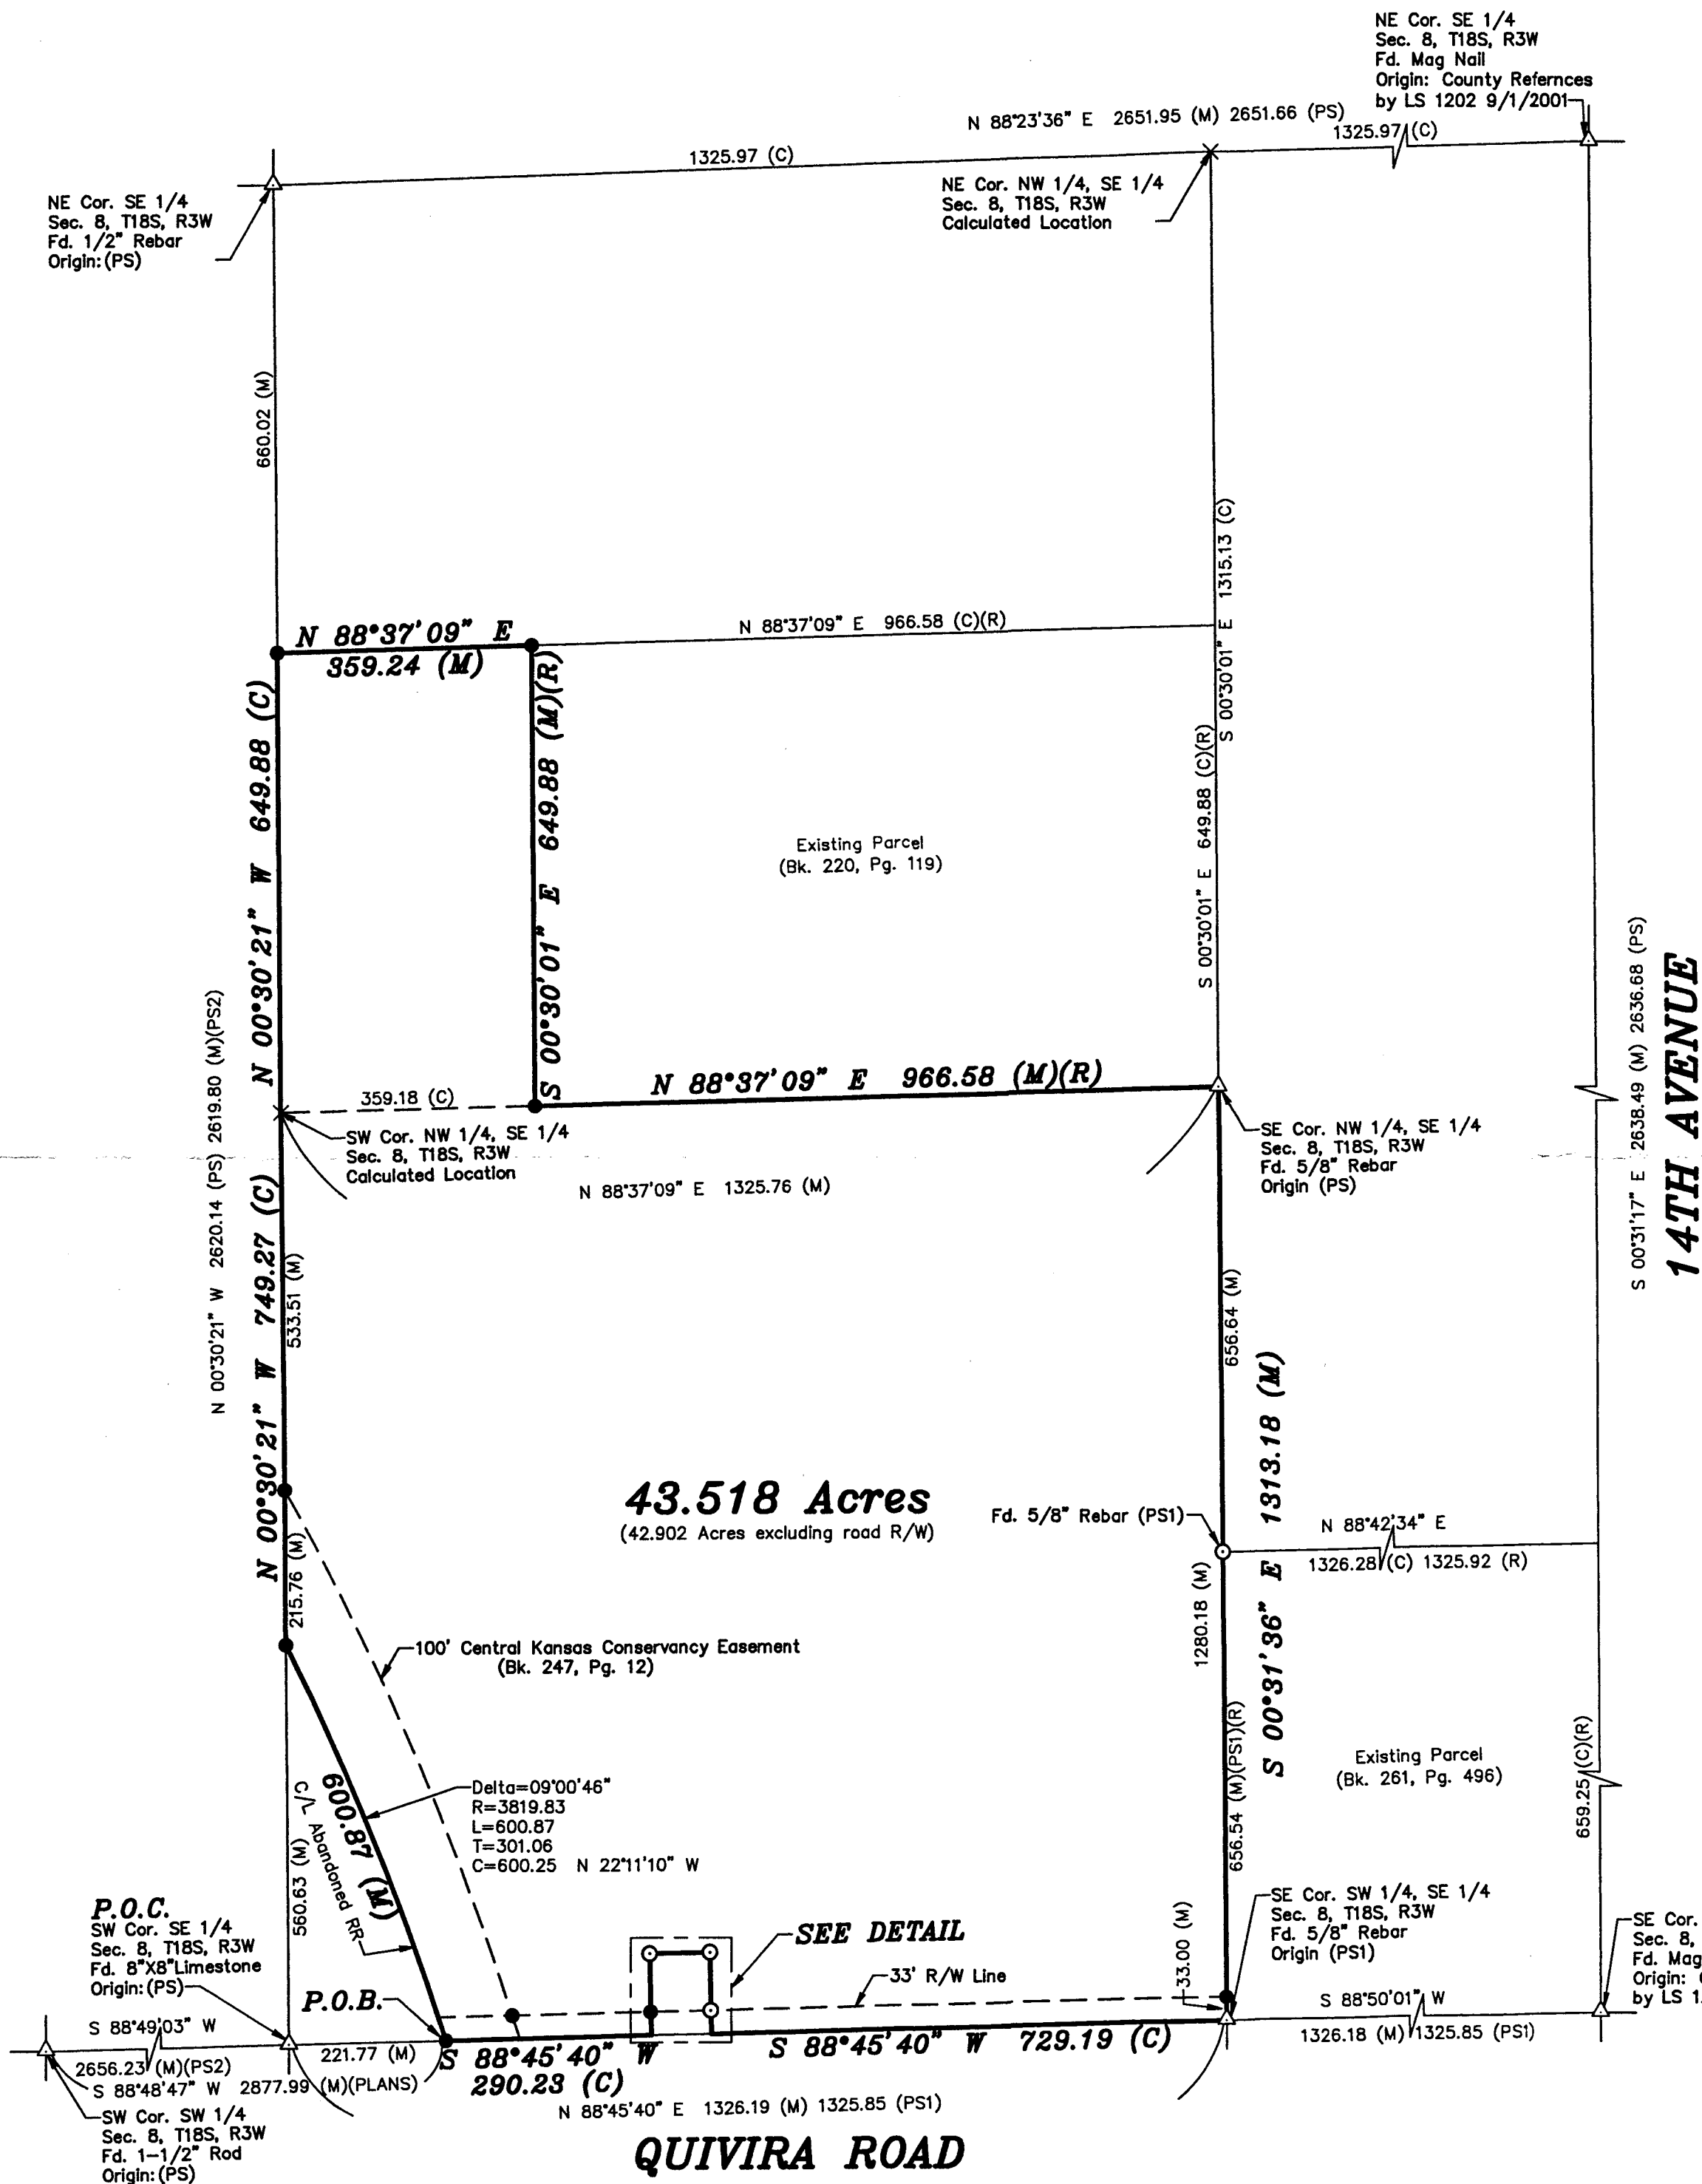 NE Cor. SE 1/4
Sec. 8, T18S, R3W
Fd. Mag Nail
Origin: County Refernces
by LS 1202 9/1/2001
N 88°23'36" E 2651.95 (M) 2651.66 (PS)
1325.97 (C)
1325.97 (C)
NE Cor. SE 1/4
Sec. 8, T18S, R3W
Fd. 1/2" Rebar
Origin: (PS)
NE Cor. NW 1/4, SE 1/4
Sec. 8, T18S, R3W
Calculated Location
660.02 (M)
S 00°30'01" E 1315.13 (C)
N 88°37'09" E
359.24 (M)
N 88°37'09" E 966.58 (C)(R)
N 00°30'21" W 649.88 (C)
S 00°30'01" E 649.88 (M)(R)
S 00°30'01" E 649.88 (C)(R)
Existing Parcel
(Bk. 220, Pg. 119)
N 00°30'21" W 2620.14 (PS) 2619.80 (M)(PS2)
S 00°31'17" E 2638.49 (M) 2636.68 (PS)
14TH AVENUE
359.18 (C)
N 88°37'09" E 966.58 (M)(R)
SW Cor. NW 1/4, SE 1/4
Sec. 8, T18S, R3W
Calculated Location
N 88°37'09" E 1325.76 (M)
SE Cor. NW 1/4, SE 1/4
Sec. 8, T18S, R3W
Fd. 5/8" Rebar
Origin (PS)
N 00°30'21" W 749.27 (C)
533.51 (M)
656.64 (M)
S 00°31'36" E 1313.18 (M)
43.518 Acres
(42.902 Acres excluding road R/W)
Fd. 5/8" Rebar (PS1)
N 88°42'34" E
1326.28 (C) 1325.92 (R)
215.76 (M)
1280.18 (M)
100' Central Kansas Conservancy Easement
(Bk. 247, Pg. 12)
656.54 (M)(PS1)(R)
Existing Parcel
(Bk. 261, Pg. 496)
659.25 (C)(R)
600.87 (M)
C/L Abandoned RR
560.63 (M)
Delta=09°00'46"
R=3819.83
L=600.87
T=301.06
C=600.25 N 22°11'10" W
P.O.C.
SW Cor. SE 1/4
Sec. 8, T18S, R3W
Fd. 8"X8"Limestone
Origin: (PS)
P.O.B.
SEE DETAIL
33' R/W Line
33.00 (M)
SE Cor. SW 1/4, SE 1/4
Sec. 8, T18S, R3W
Fd. 5/8" Rebar
Origin (PS1)
SE Cor.
Sec. 8,
Fd. Mag
Origin:
by LS 1
S 88°49'03" W
2656.23 (M)(PS2)
221.77 (M)
S 88°48'47" W 2877.99 (M)(PLANS)
S 88°45'40" W
290.23 (C)
S 88°45'40" W 729.19 (C)
S 88°50'01" W
1326.18 (M) 1325.85 (PS1)
N 88°45'40" E 1326.19 (M) 1325.85 (PS1)
SW Cor. SW 1/4
Sec. 8, T18S, R3W
Fd. 1-1/2" Rod
Origin: (PS)
QUIVIRA ROAD